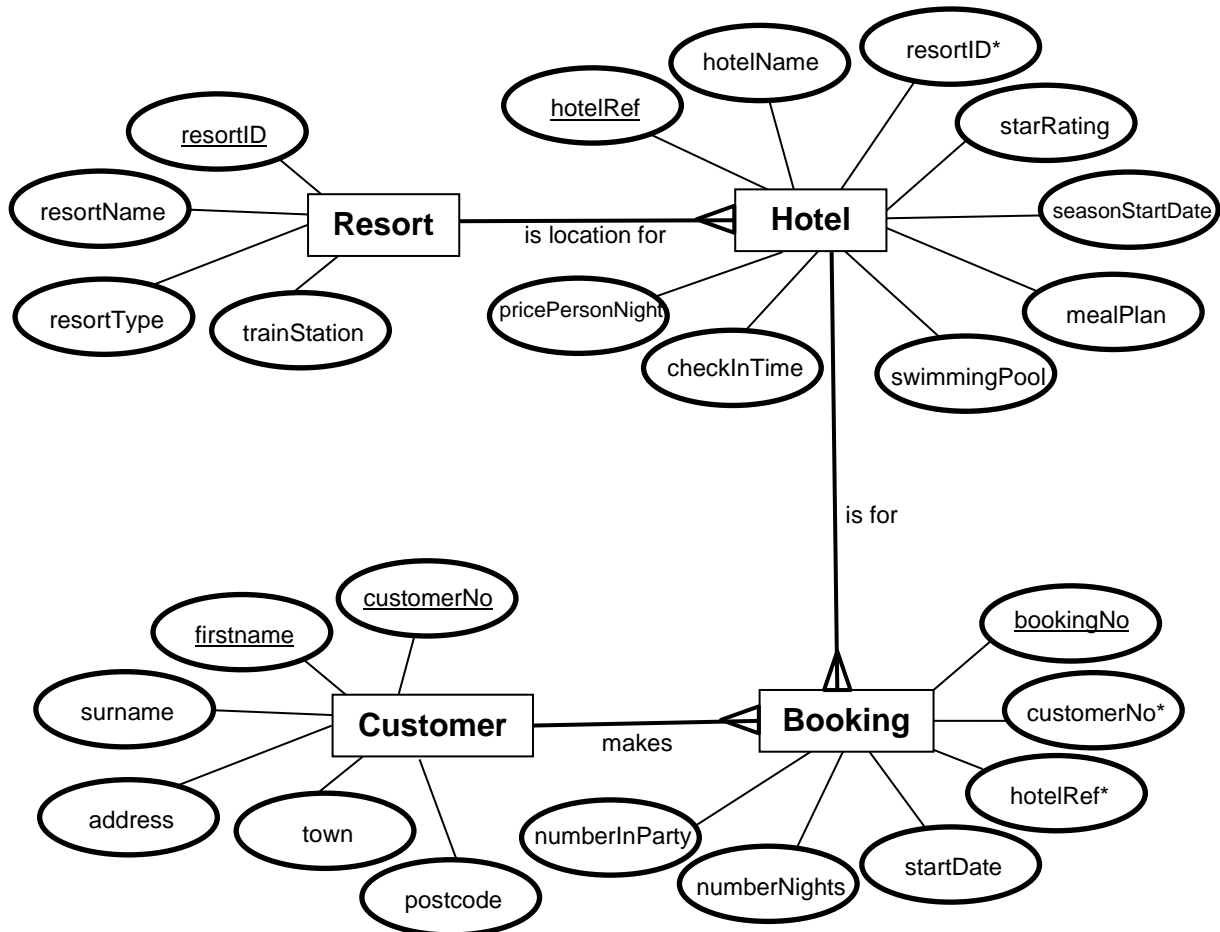 resortID*
hotelName
hotelRef
starRating
resortID
resortName
Resort
Hotel
seasonStartDate
is location for
pricePersonNight
mealPlan
resortType
trainStation
checkInTime
swimmingPool
is for
customerNo
bookingNo
firstname
surname
Customer
Booking
customerNo*
makes
hotelRef*
address
town
numberInParty
startDate
numberNights
postcode